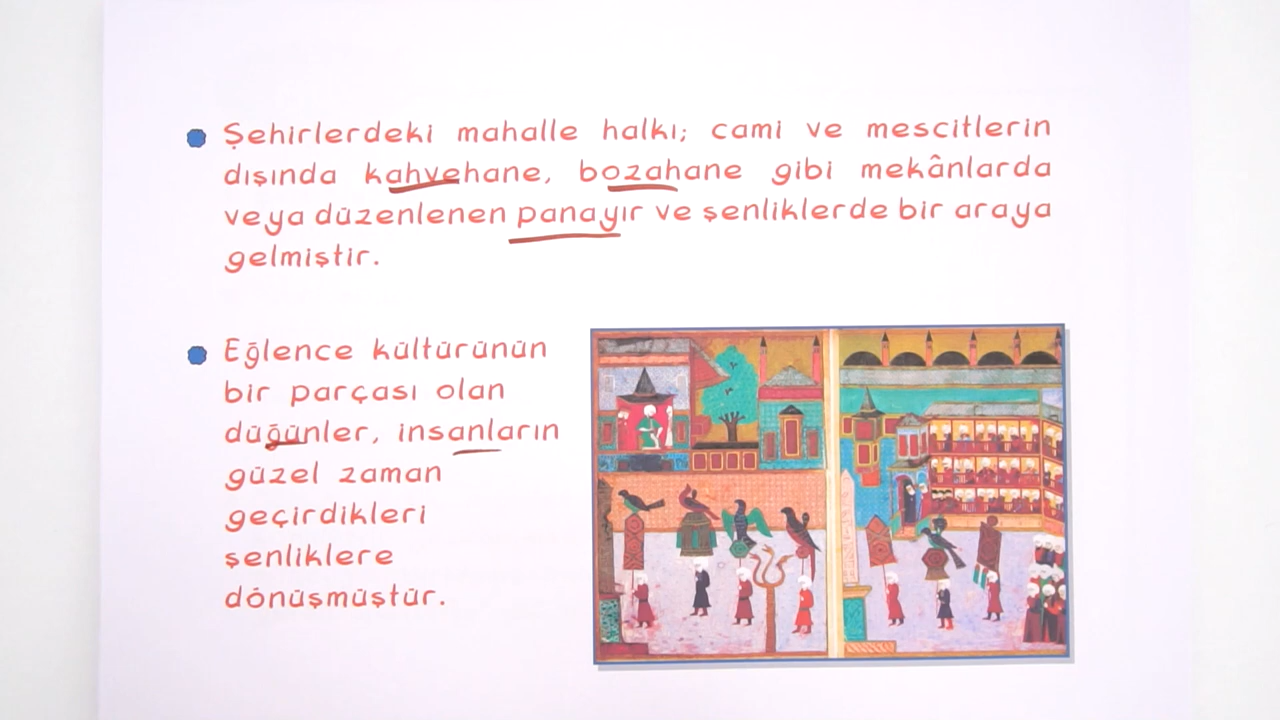 Şehirlerdeki mahalle halkı; cami ve mescitlerin
dışında kahvehane, bozahane gibi mekânlarda
veya düzenlenen panayır ve şenliklerde bir araya
gelmiştir.
Eğlence kültürünün
bir parçası olan
düğünler, insanların
güzel zaman
geçirdikleri
şenliklere
dönüşmüştür.